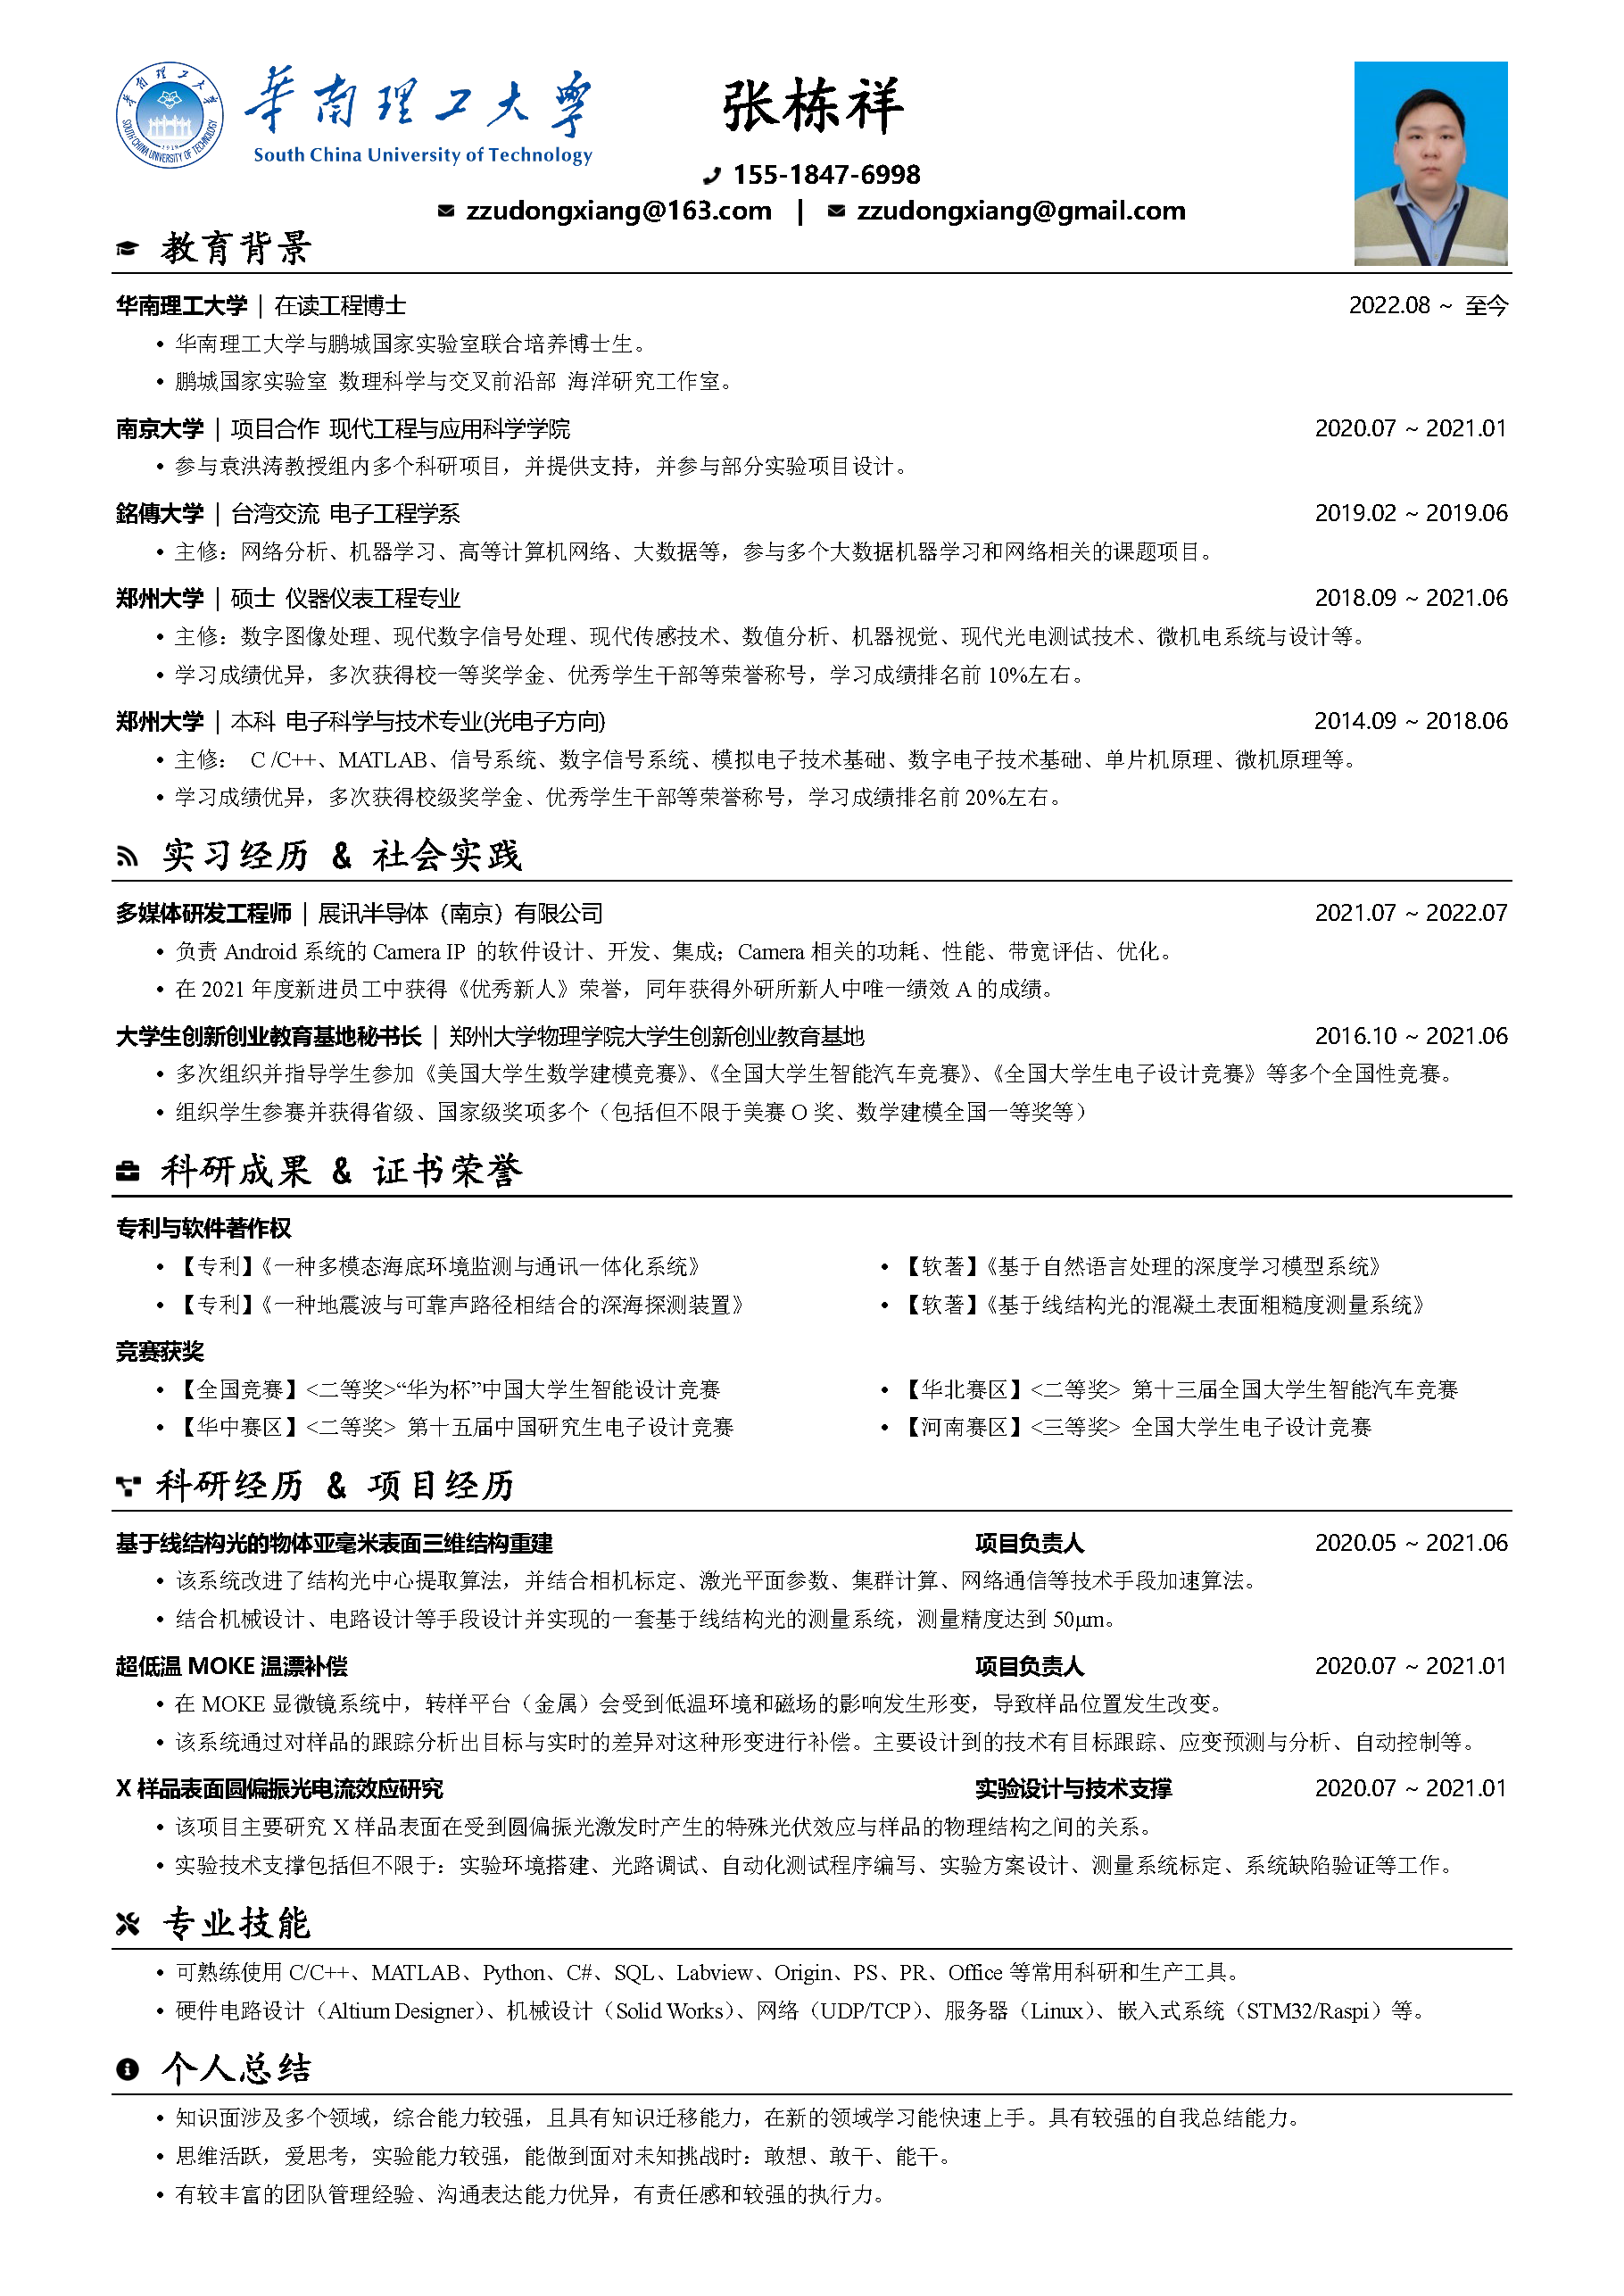 華南理工大學
South China University of Technology
张栋祥
155-1847-6998
zzudongxiang@163.com | zzudongxiang@gmail.com
教育背景
华南理工大学 | 在读工程博士 2022.08 ~ 至今
• 华南理工大学与鹏城国家实验室联合培养博士生。
• 鹏城国家实验室 数理科学与交叉前沿部 海洋研究工作室。
南京大学 | 项目合作 现代工程与应用科学学院 2020.07 ~ 2021.01
• 参与袁洪涛教授组内多个科研项目，并提供支持，并参与部分实验项目设计。
銘傳大学 | 台湾交流 电子工程学系 2019.02 ~ 2019.06
• 主修：网络分析、机器学习、高等计算机网络、大数据等，参与多个大数据机器学习和网络相关的课题项目。
郑州大学 | 硕士 仪器仪表工程专业 2018.09 ~ 2021.06
• 主修：数字图像处理、现代数字信号处理、现代传感技术、数值分析、机器视觉、现代光电测试技术、微机电系统与设计等。
• 学习成绩优异，多次获得校一等奖学金、优秀学生干部等荣誉称号，学习成绩排名前 10%左右。
郑州大学 | 本科 电子科学与技术专业(光电子方向) 2014.09 ~ 2018.06
• 主修： C /C++、MATLAB、信号系统、数字信号系统、模拟电子技术基础、数字电子技术基础、单片机原理、微机原理等。
• 学习成绩优异，多次获得校级奖学金、优秀学生干部等荣誉称号，学习成绩排名前 20%左右。
实习经历 & 社会实践
多媒体研发工程师 | 展讯半导体（南京）有限公司 2021.07 ~ 2022.07
• 负责 Android 系统的 Camera IP 的软件设计、开发、集成；Camera 相关的功耗、性能、带宽评估、优化。
• 在 2021 年度新进员工中获得《优秀新人》荣誉，同年获得外研所新人中唯一绩效 A 的成绩。
大学生创新创业教育基地秘书长 | 郑州大学物理学院大学生创新创业教育基地 2016.10 ~ 2021.06
• 多次组织并指导学生参加《美国大学生数学建模竞赛》、《全国大学生智能汽车竞赛》、《全国大学生电子设计竞赛》等多个全国性竞赛。
• 组织学生参赛并获得省级、国家级奖项多个（包括但不限于美赛 O 奖、数学建模全国一等奖等）
科研成果 & 证书荣誉
专利与软件著作权
• 【专利】《一种多模态海底环境监测与通讯一体化系统》 • 【软著】《基于自然语言处理的深度学习模型系统》
• 【专利】《一种地震波与可靠声路径相结合的深海探测装置》 • 【软著】《基于线结构光的混凝土表面粗糙度测量系统》
竞赛获奖
• 【全国竞赛】<二等奖>“华为杯”中国大学生智能设计竞赛 • 【华北赛区】<二等奖> 第十三届全国大学生智能汽车竞赛
• 【华中赛区】<二等奖> 第十五届中国研究生电子设计竞赛 • 【河南赛区】<三等奖> 全国大学生电子设计竞赛
科研经历 & 项目经历
基于线结构光的物体亚毫米表面三维结构重建 项目负责人 2020.05 ~ 2021.06
• 该系统改进了结构光中心提取算法，并结合相机标定、激光平面参数、集群计算、网络通信等技术手段加速算法。
• 结合机械设计、电路设计等手段设计并实现的一套基于线结构光的测量系统，测量精度达到 50μm。
超低温 MOKE 温漂补偿 项目负责人 2020.07 ~ 2021.01
• 在 MOKE 显微镜系统中，转样平台（金属）会受到低温环境和磁场的影响发生形变，导致样品位置发生改变。
• 该系统通过对样品的跟踪分析出目标与实时的差异对这种形变进行补偿。主要设计到的技术有目标跟踪、应变预测与分析、自动控制等。
X 样品表面圆偏振光电流效应研究 实验设计与技术支撑 2020.07 ~ 2021.01
• 该项目主要研究 X 样品表面在受到圆偏振光激发时产生的特殊光伏效应与样品的物理结构之间的关系。
• 实验技术支撑包括但不限于：实验环境搭建、光路调试、自动化测试程序编写、实验方案设计、测量系统标定、系统缺陷验证等工作。
专业技能
• 可熟练使用 C/C++、MATLAB、Python、C#、SQL、Labview、Origin、PS、PR、Office 等常用科研和生产工具。
• 硬件电路设计（Altium Designer）、机械设计（Solid Works）、网络（UDP/TCP）、服务器（Linux）、嵌入式系统（STM32/Raspi）等。
个人总结
• 知识面涉及多个领域，综合能力较强，且具有知识迁移能力，在新的领域学习能快速上手。具有较强的自我总结能力。
• 思维活跃，爱思考，实验能力较强，能做到面对未知挑战时：敢想、敢干、能干。
• 有较丰富的团队管理经验、沟通表达能力优异，有责任感和较强的执行力。